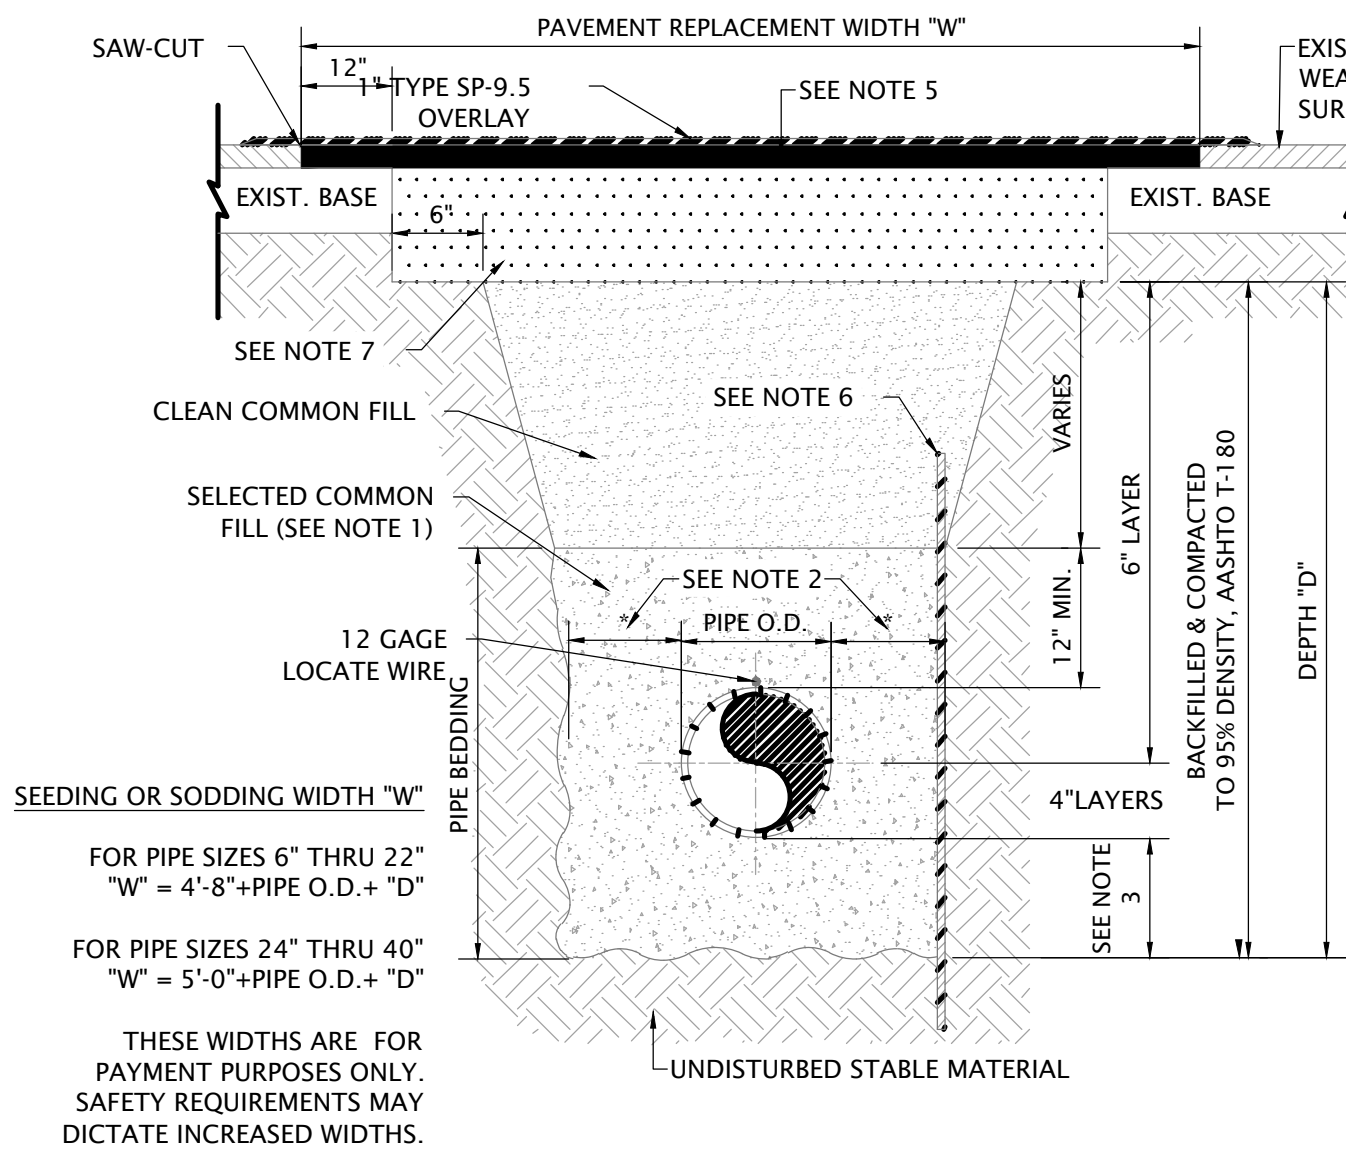 PAVEMENT REPLACEMENT WIDTH "W"
SAW-CUT
12"
1" TYPE SP-9.5
OVERLAY
SEE NOTE 5
EXIS
WEA
SUR
EXIST. BASE
EXIST. BASE
6"
SEE NOTE 7
CLEAN COMMON FILL
SEE NOTE 6
SELECTED COMMON
FILL (SEE NOTE 1)
VARIES
6" LAYER
BACKFILLED & COMPACTED
TO 95% DENSITY, AASHTO T-180
DEPTH "D"
SEE NOTE 2
* PIPE O.D. *
12" MIN.
12 GAGE
LOCATE WIRE
PIPE BEDDING
4"LAYERS
SEE NOTE
3
SEEDING OR SODDING WIDTH "W"
FOR PIPE SIZES 6" THRU 22"
"W" = 4'-8"+PIPE O.D.+ "D"
FOR PIPE SIZES 24" THRU 40"
"W" = 5'-0"+PIPE O.D.+ "D"
THESE WIDTHS ARE FOR
PAYMENT PURPOSES ONLY.
SAFETY REQUIREMENTS MAY
DICTATE INCREASED WIDTHS.
UNDISTURBED STABLE MATERIAL